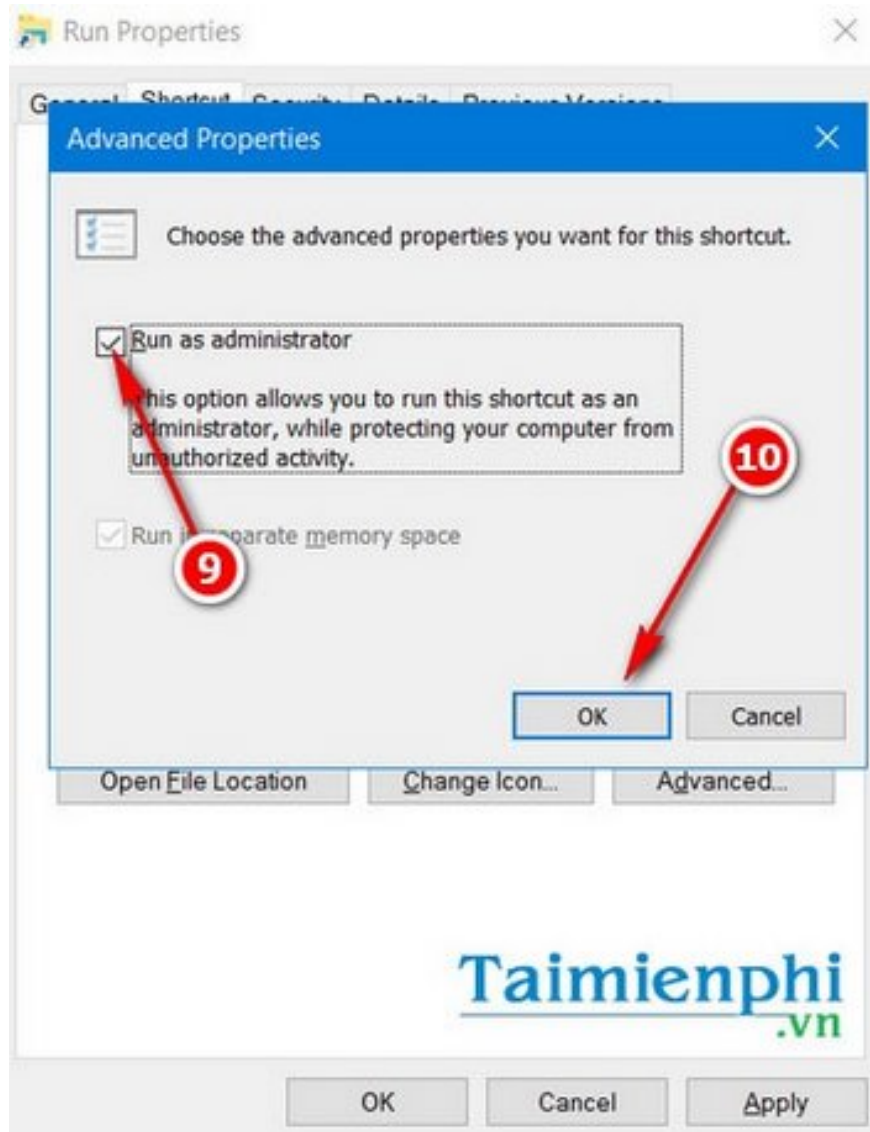 Run Properties
Shortcut
Advanced Properties
Choose the advanced properties you want for this shortcut.
Run as administrator
This option allows you to run this shortcut as an
administrator, while protecting your computer from
unauthorized activity.
10
Run in separate memory space
9
OK Cancel
Open File Location Change Icon... Advanced...
Taimienphi
.vn
OK Cancel Apply